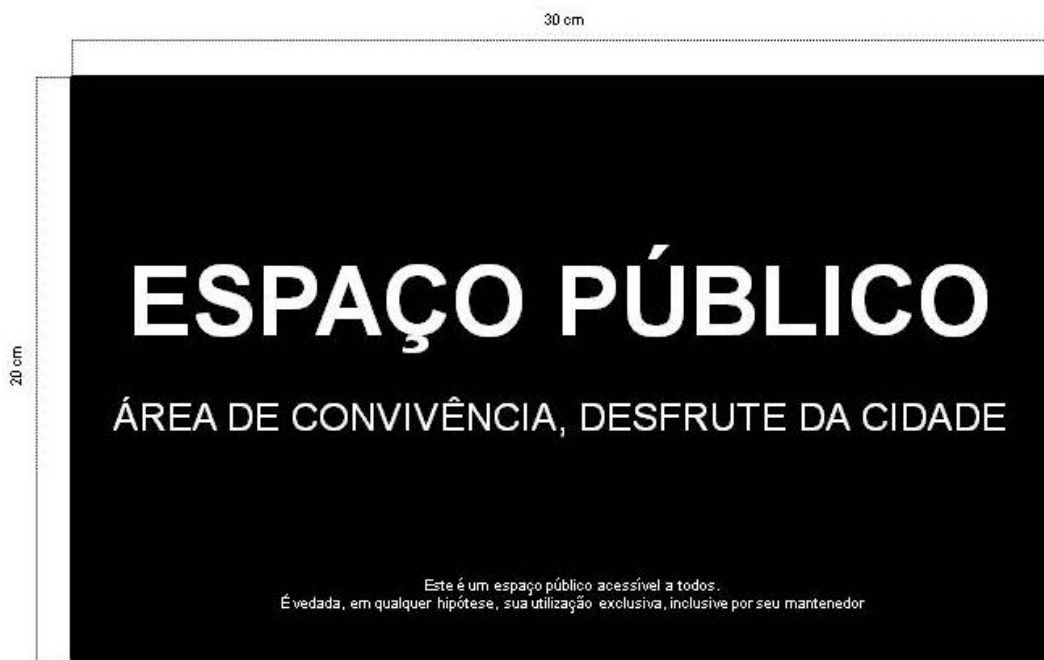 30 cm
20 cm
ESPAÇO PÚBLICO
ÁREA DE CONVIVÊNCIA, DESFRUTE DA CIDADE
Este é um espaço público acessível a todos.
É vedada, em qualquer hipótese, sua utilização exclusiva, inclusive por seu mantenedor